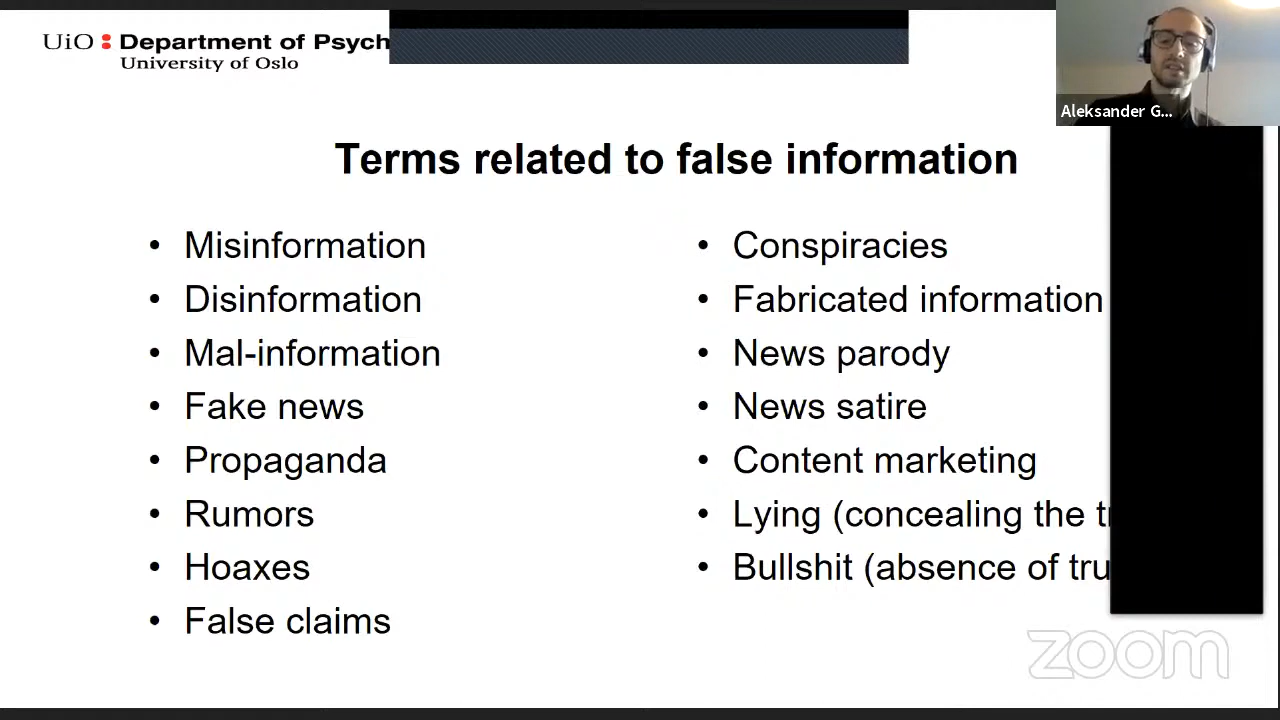 UiO : Department of Psych
University of Oslo
Aleksander G...
Terms related to false information
• Misinformation
• Disinformation
• Mal-information
• Fake news
• Propaganda
• Rumors
• Hoaxes
• False claims
• Conspiracies
• Fabricated information
• News parody
• News satire
• Content marketing
• Lying (concealing the
• Bullshit (absence of
zoom